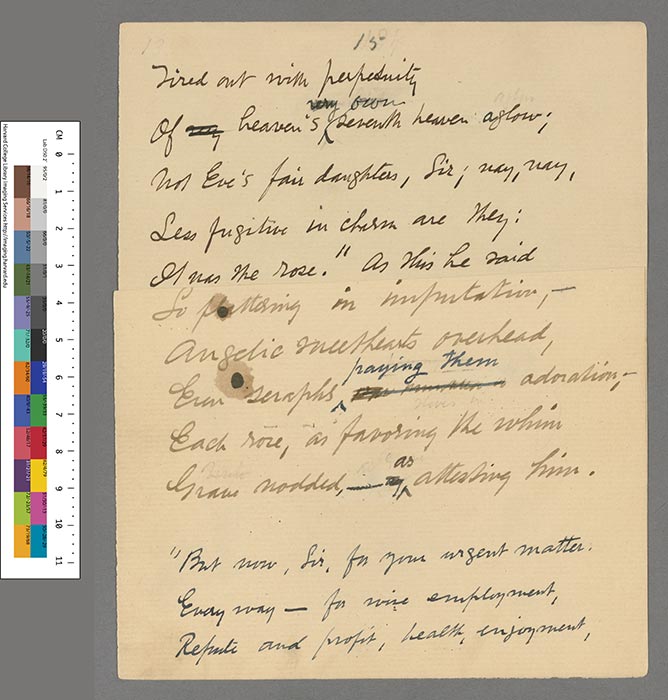 15
Tired out with perpetuity
very own
Of heaven's seventh heaven aglow;
Not Eve's fair daughters, Sir; nay, nay,
Less fugitive in charm are they:
It was the rose." As this he said
So flattering in imputation,—
Angelic sweethearts overhead,
paying them
Even seraphs adoration,—
Each rose, as favoring the whim
as
Grave nodded,— attesting him.
"But now, Sir, for your urgent matter.
Every way — for wise employment,
Repute and profit, health, enjoyment,
Harvard College Library Imaging Services http://imaging.harvard.edu
CM
0
1
2
3
4
5
6
7
8
9
10
11